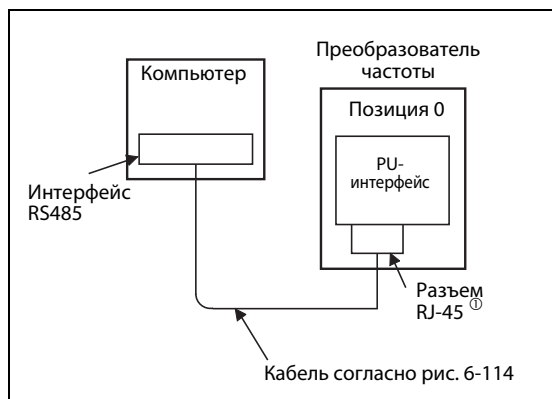 Преобразователь
частоты
Компьютер
Позиция 0
PU-
интерфейс
Интерфейс
RS485
Разъем
RJ-45 ①
Кабель согласно рис. 6-114